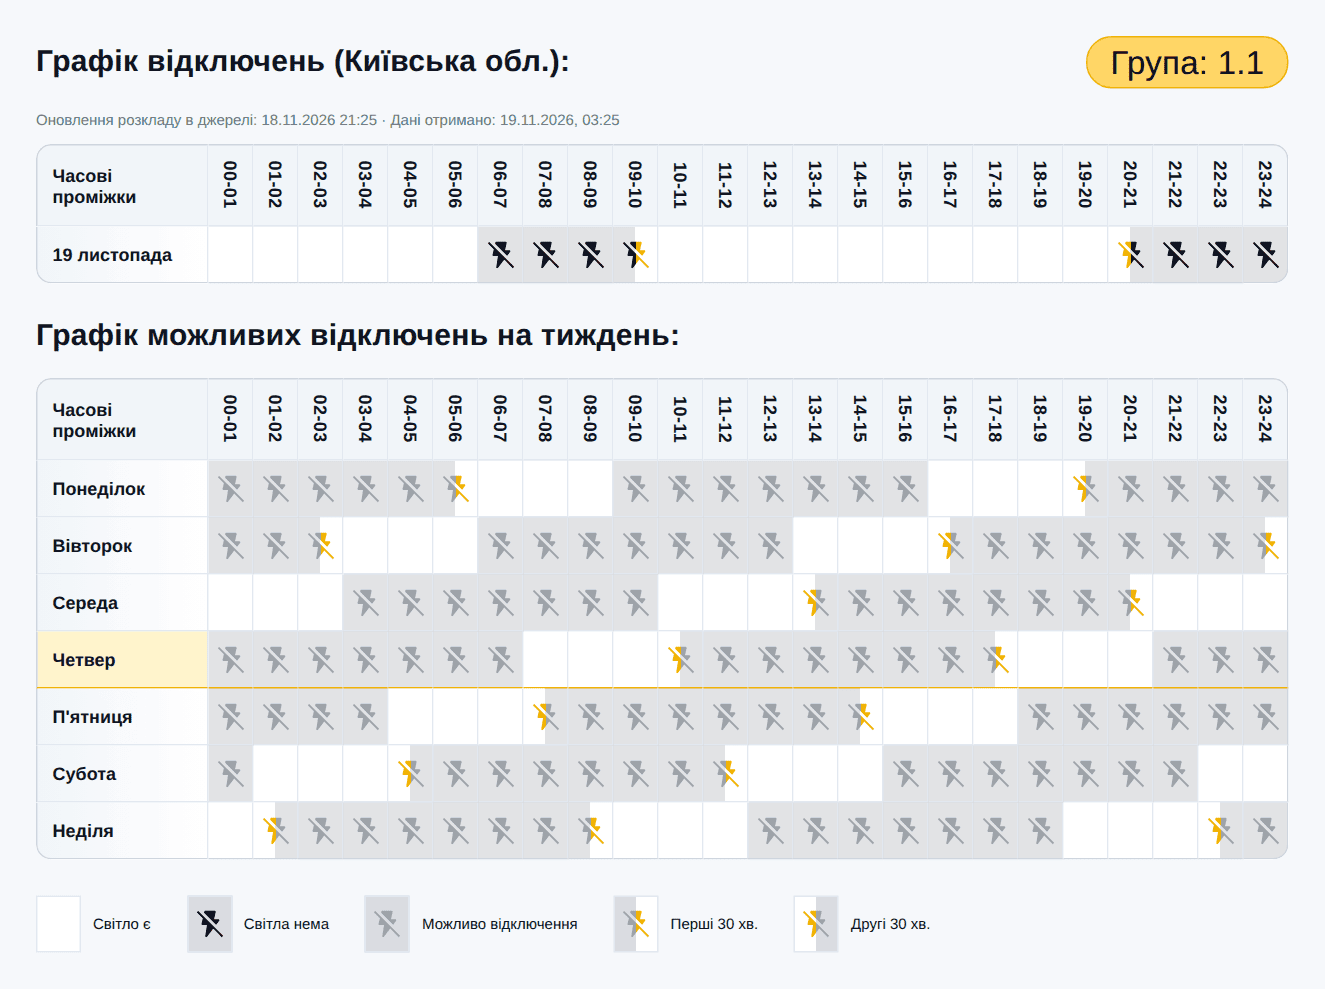 Графік відключень (Київська обл.):
Група: 1.1
Оновлення розкладу в джерелі: 18.11.2026 21:25 · Дані отримано: 19.11.2026, 03:25
Часові проміжки 00-01 01-02 02-03 03-04 04-05 05-06 06-07 07-08 08-09 09-10 10-11 11-12 12-13 13-14 14-15 15-16 16-17 17-18 18-19 19-20 20-21 21-22 22-23 23-24
19 листопада
Графік можливих відключень на тиждень:
Часові проміжки 00-01 01-02 02-03 03-04 04-05 05-06 06-07 07-08 08-09 09-10 10-11 11-12 12-13 13-14 14-15 15-16 16-17 17-18 18-19 19-20 20-21 21-22 22-23 23-24
Понеділок
Вівторок
Середа
Четвер
П'ятниця
Субота
Неділя
Світло є Світла нема Можливо відключення Перші 30 хв. Другі 30 хв.